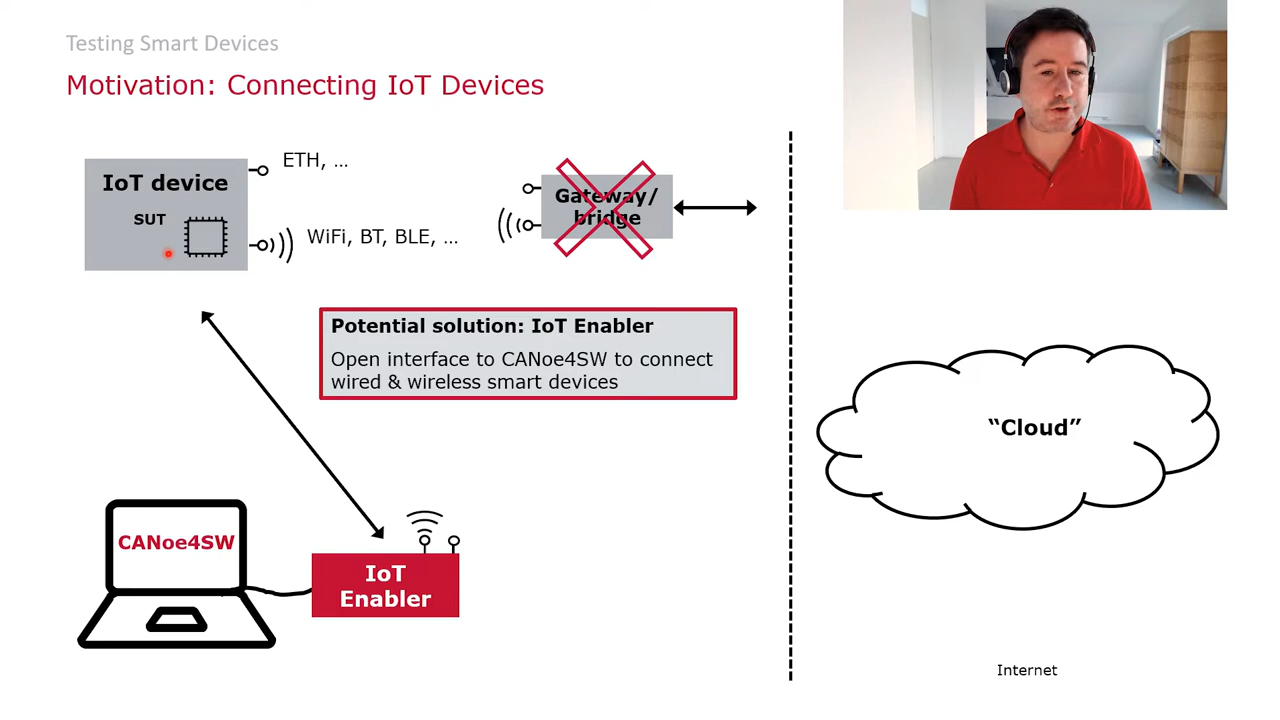 Testing Smart Devices
Motivation: Connecting IoT Devices
IoT device
SUT
ETH, ...
WiFi, BT, BLE, ...
Gateway/
bridge
Potential solution: IoT Enabler
Open interface to CANoe4SW to connect
wired & wireless smart devices
“Cloud”
CANoe4SW
IoT
Enabler
Internet